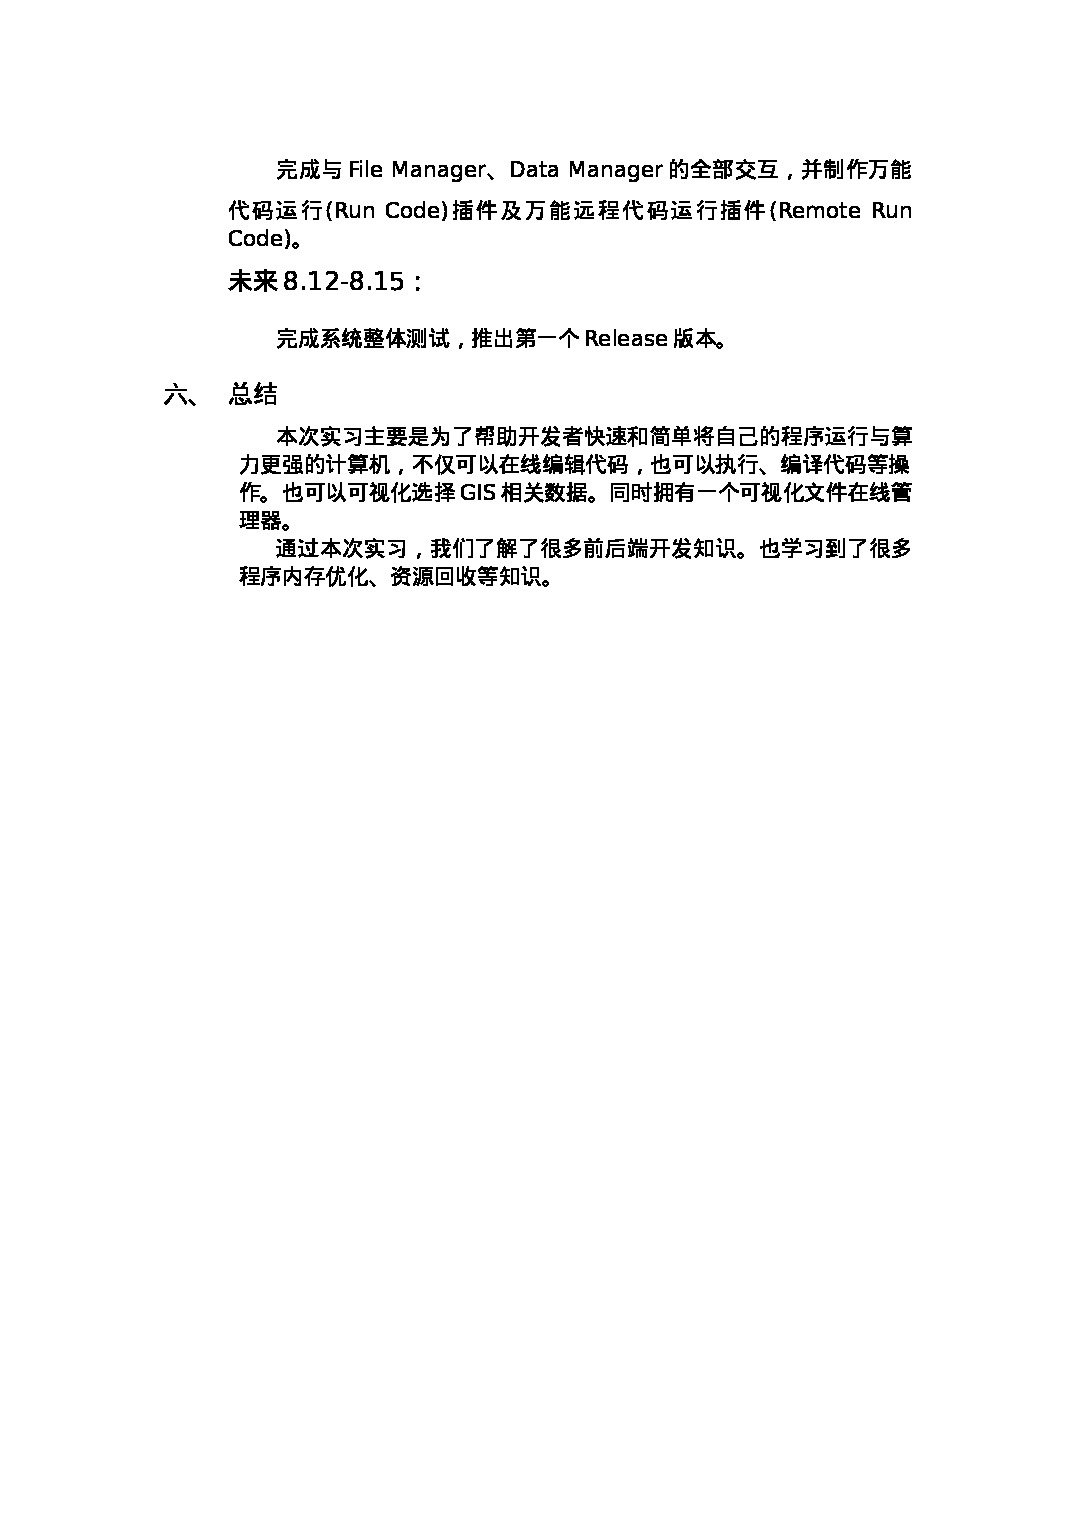 完成与 File Manager、Data Manager 的全部交互，并制作万能
代码运行(Run Code)插件及万能远程代码运行插件(Remote Run
Code)。
未来 8.12-8.15：
完成系统整体测试，推出第一个 Release 版本。
六、 总结
本次实习主要是为了帮助开发者快速和简单将自己的程序运行与算
力更强的计算机，不仅可以在线编辑代码，也可以执行、编译代码等操
作。也可以可视化选择 GIS 相关数据。同时拥有一个可视化文件在线管
理器。
通过本次实习，我们了解了很多前后端开发知识。也学习到了很多
程序内存优化、资源回收等知识。